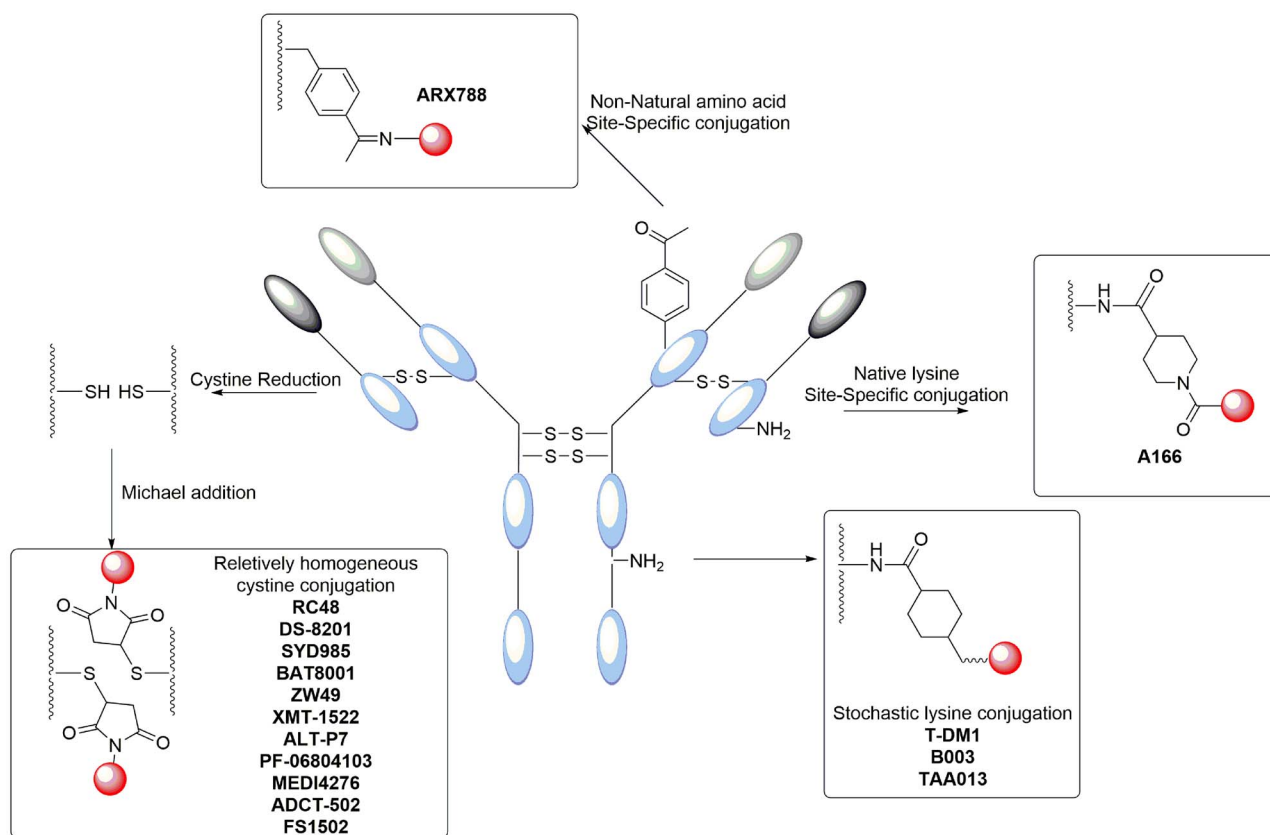 ARX788
N
Non-Natural amino acid
Site-Specific conjugation
O
H
N
O
N
O
A166
SH HS
Cystine Reduction
S-S
S-S
S-S
S-S
NH2
Native lysine
Site-Specific conjugation
Michael addition
NH2
Reletively homogeneous
cystine conjugation
RC48
DS-8201
SYD985
BAT8001
ZW49
XMT-1522
ALT-P7
PF-06804103
MEDI4276
ADCT-502
FS1502
O
N
O
S
S
O
N
O
H
N
O
Stochastic lysine conjugation
T-DM1
B003
TAA013